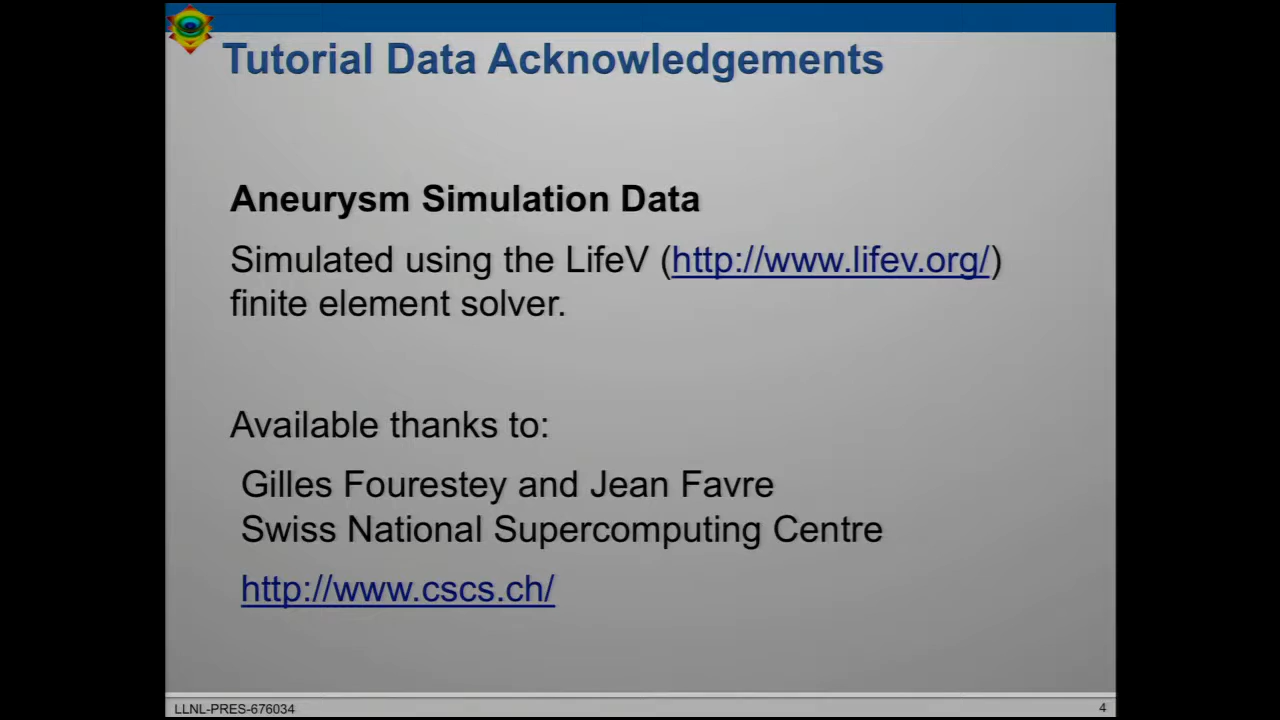 Tutorial Data Acknowledgements
Aneurysm Simulation Data
Simulated using the LifeV (http://www.lifev.org/)
finite element solver.
Available thanks to:
Gilles Fourestey and Jean Favre
Swiss National Supercomputing Centre
http://www.cscs.ch/
LLNL-PRES-676034
4